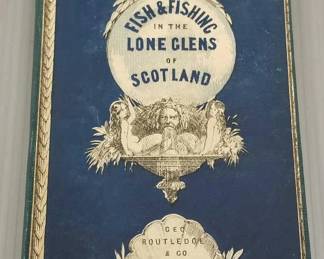 FISH & FISHING
IN THE
LONE GLENS
OF
SCOTLAND
GEO
ROUTLEDGE
& CO